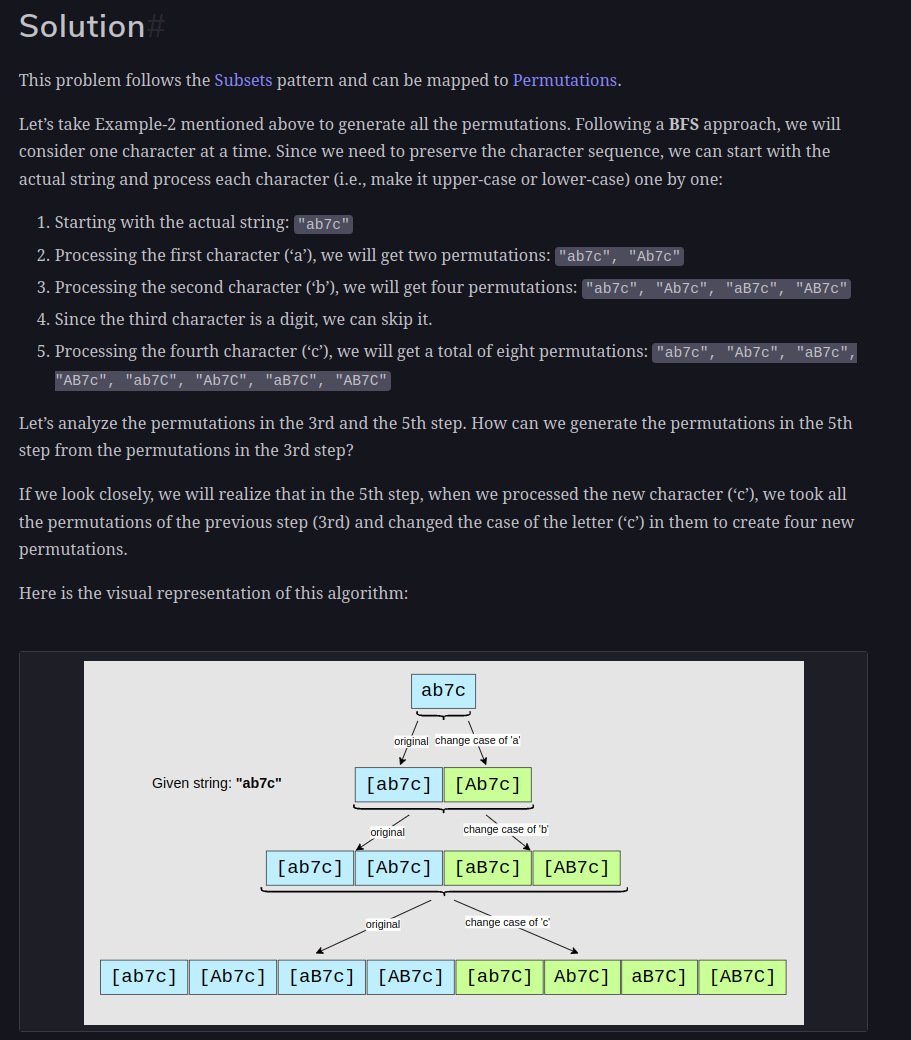 Solution#
This problem follows the Subsets pattern and can be mapped to Permutations.
Let’s take Example-2 mentioned above to generate all the permutations. Following a BFS approach, we will
consider one character at a time. Since we need to preserve the character sequence, we can start with the
actual string and process each character (i.e., make it upper-case or lower-case) one by one:
1. Starting with the actual string: "ab7c"
2. Processing the first character (‘a’), we will get two permutations: "ab7c", "Ab7c"
3. Processing the second character (‘b’), we will get four permutations: "ab7c", "Ab7c", "aB7c", "AB7c"
4. Since the third character is a digit, we can skip it.
5. Processing the fourth character (‘c’), we will get a total of eight permutations: "ab7c", "Ab7c", "aB7c",
"AB7c", "ab7C", "Ab7C", "aB7C", "AB7C"
Let’s analyze the permutations in the 3rd and the 5th step. How can we generate the permutations in the 5th
step from the permutations in the 3rd step?
If we look closely, we will realize that in the 5th step, when we processed the new character (‘c’), we took all
the permutations of the previous step (3rd) and changed the case of the letter (‘c’) in them to create four new
permutations.
Here is the visual representation of this algorithm:
ab7c
original change case of 'a'
Given string: "ab7c"
[ab7c] [Ab7c]
original change case of 'b'
[ab7c] [Ab7c] [aB7c] [AB7c]
original change case of 'c'
[ab7c] [Ab7c] [aB7c] [AB7c] [ab7C] Ab7C] aB7C] [AB7C]